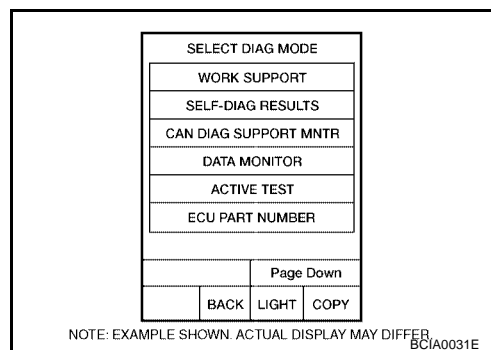 SELECT DIAG MODE
WORK SUPPORT
SELF-DIAG RESULTS
CAN DIAG SUPPORT MNTR
DATA MONITOR
ACTIVE TEST
ECU PART NUMBER
Page Down
BACK LIGHT COPY
NOTE: EXAMPLE SHOWN. ACTUAL DISPLAY MAY DIFFER.
BCIA0031E